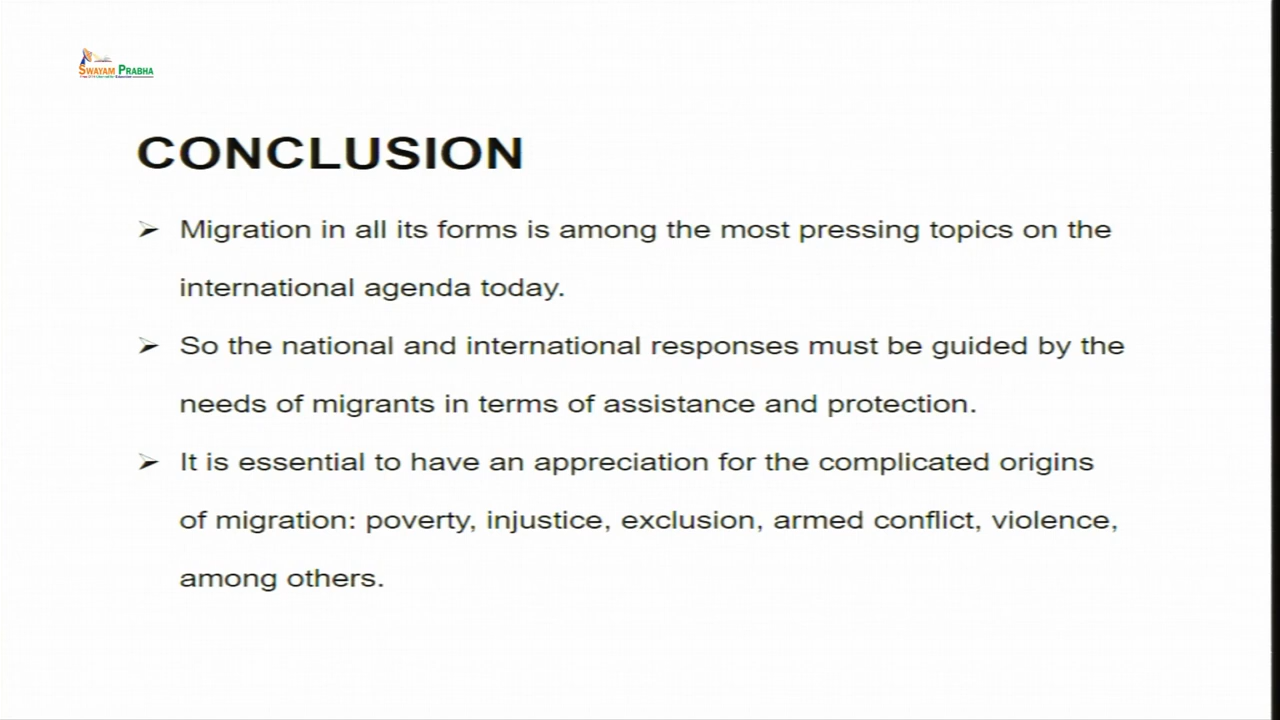 SWAYAM PRABHA
CONCLUSION
➢ Migration in all its forms is among the most pressing topics on the
international agenda today.
➢ So the national and international responses must be guided by the
needs of migrants in terms of assistance and protection.
➢ It is essential to have an appreciation for the complicated origins
of migration: poverty, injustice, exclusion, armed conflict, violence,
among others.